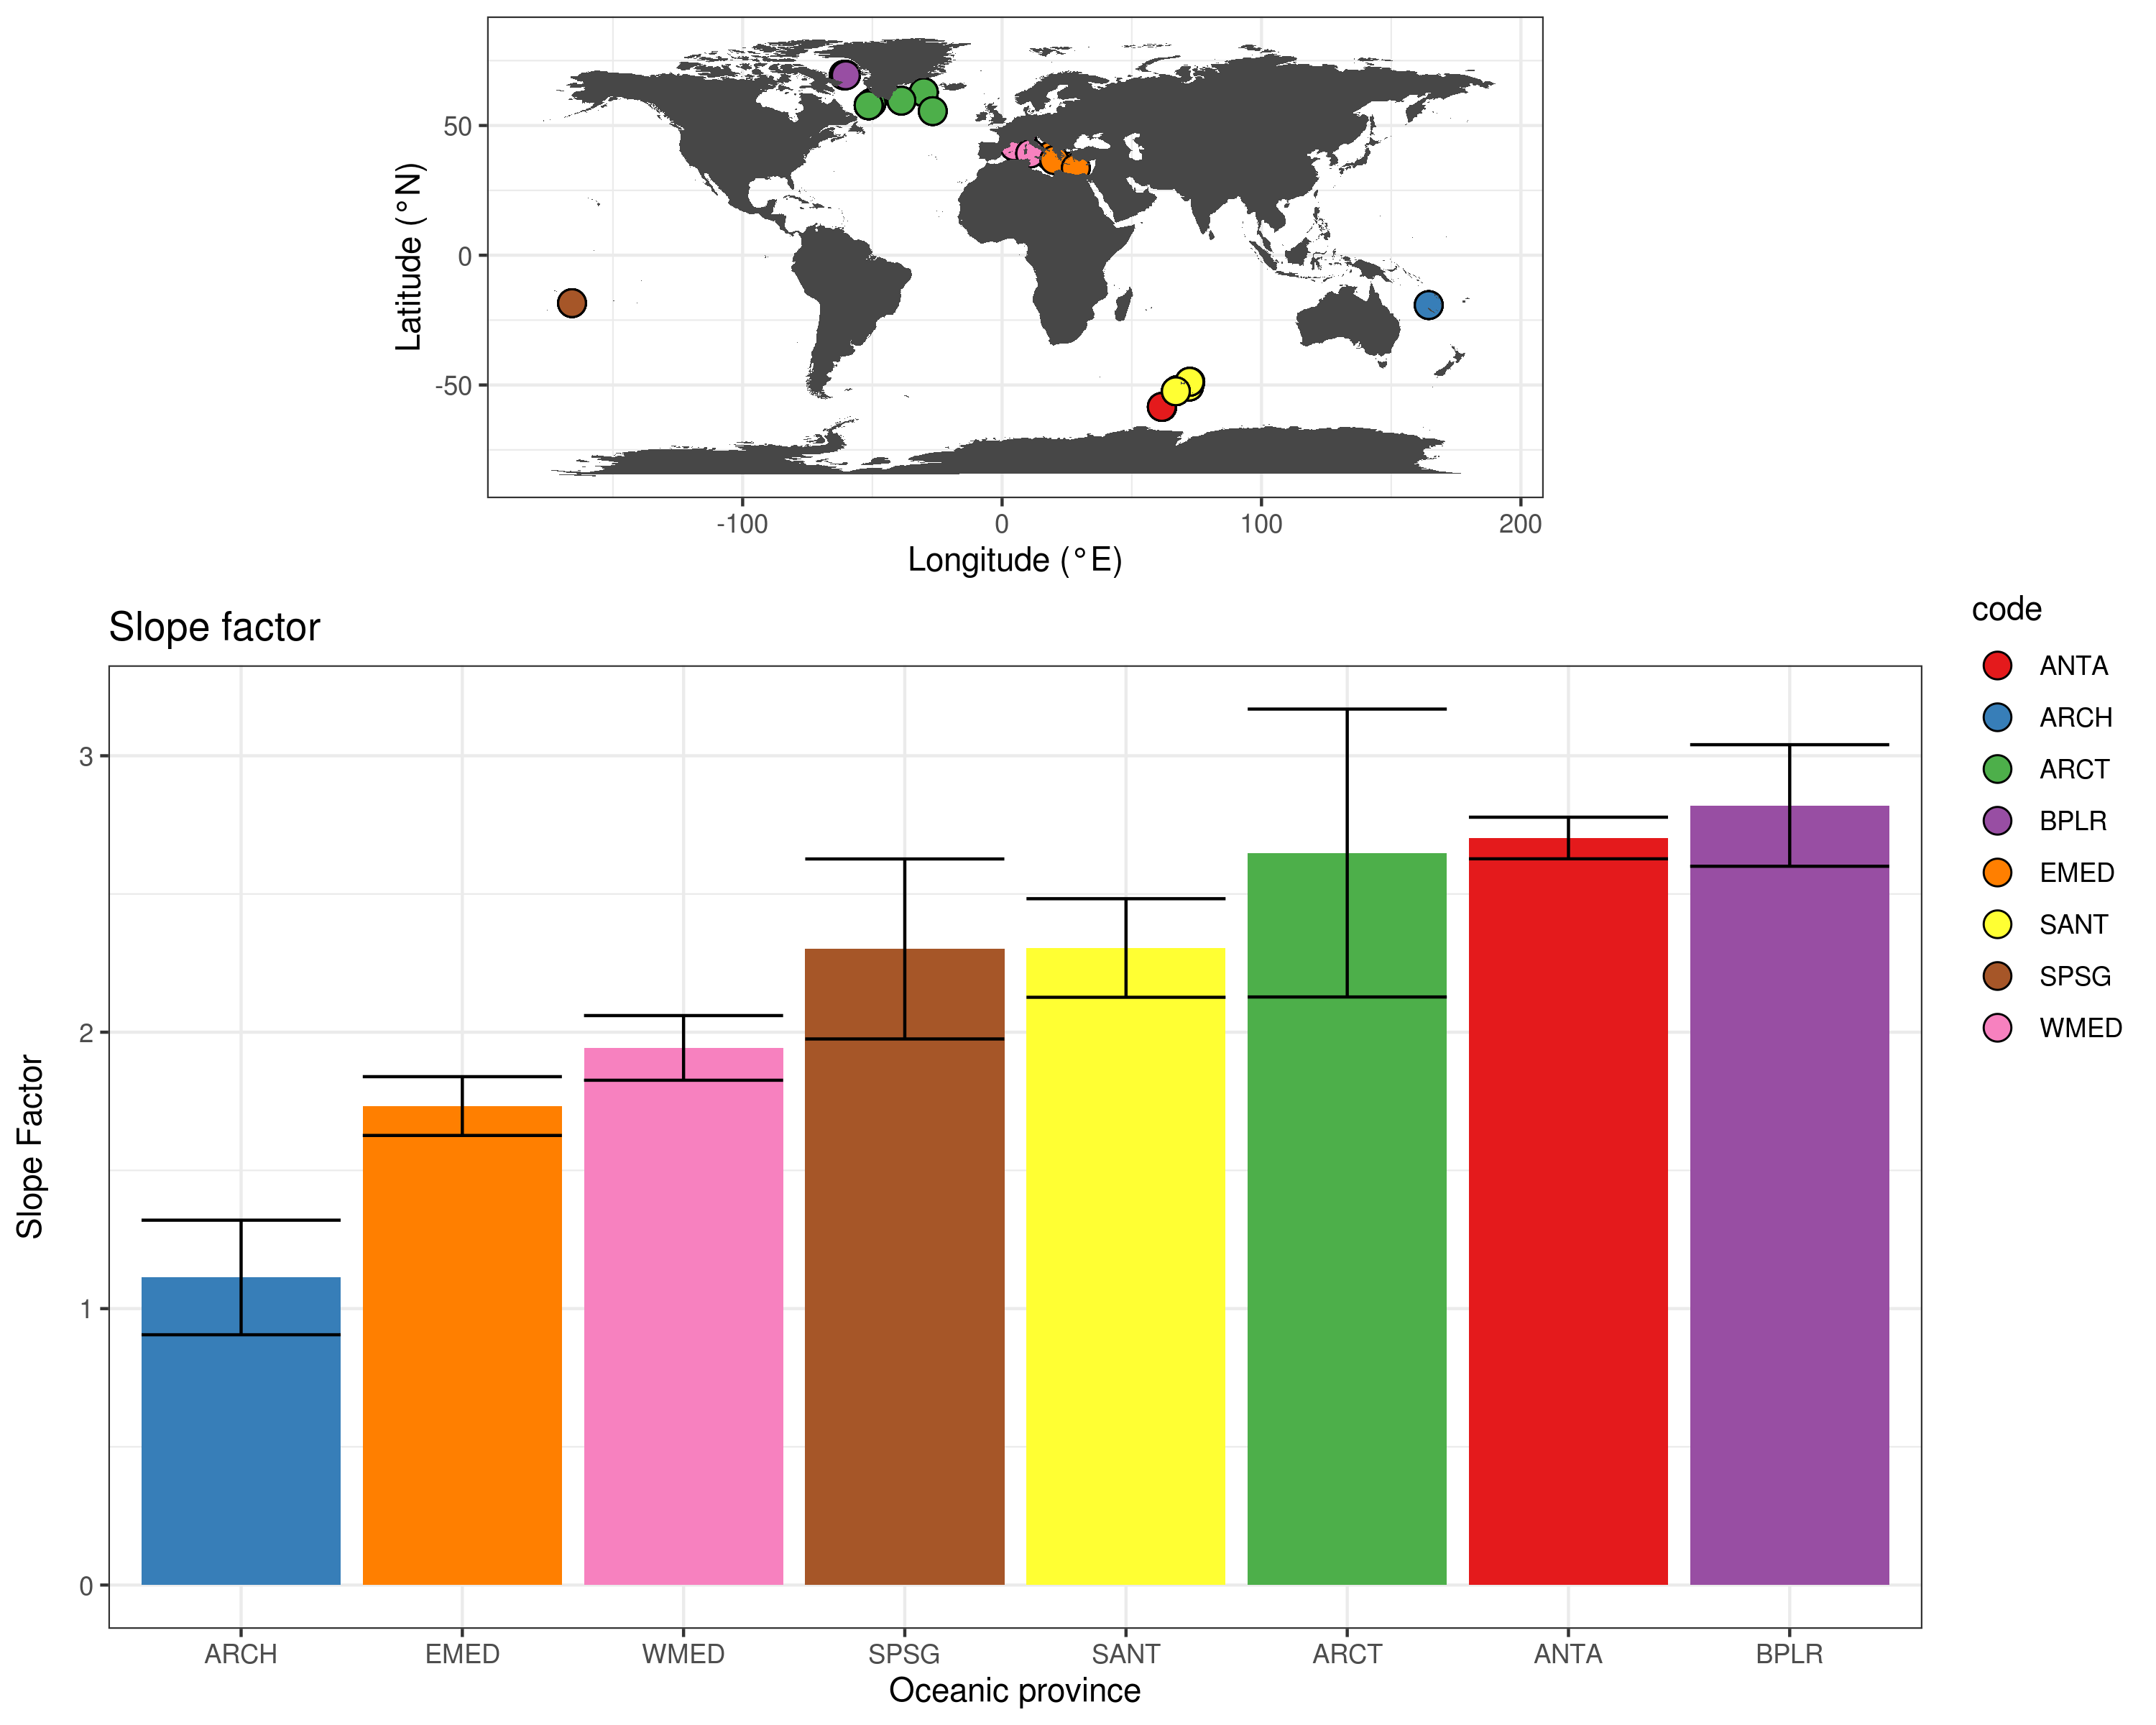 50
0
-50
Latitude (°N)
-100
0
100
200
Longitude (°E)
Slope factor
3
2
1
0
Slope Factor
ARCH
EMED
WMED
SPSG
SANT
ARCT
ANTA
BPLR
Oceanic province
code
ANTA
ARCH
ARCT
BPLR
EMED
SANT
SPSG
WMED